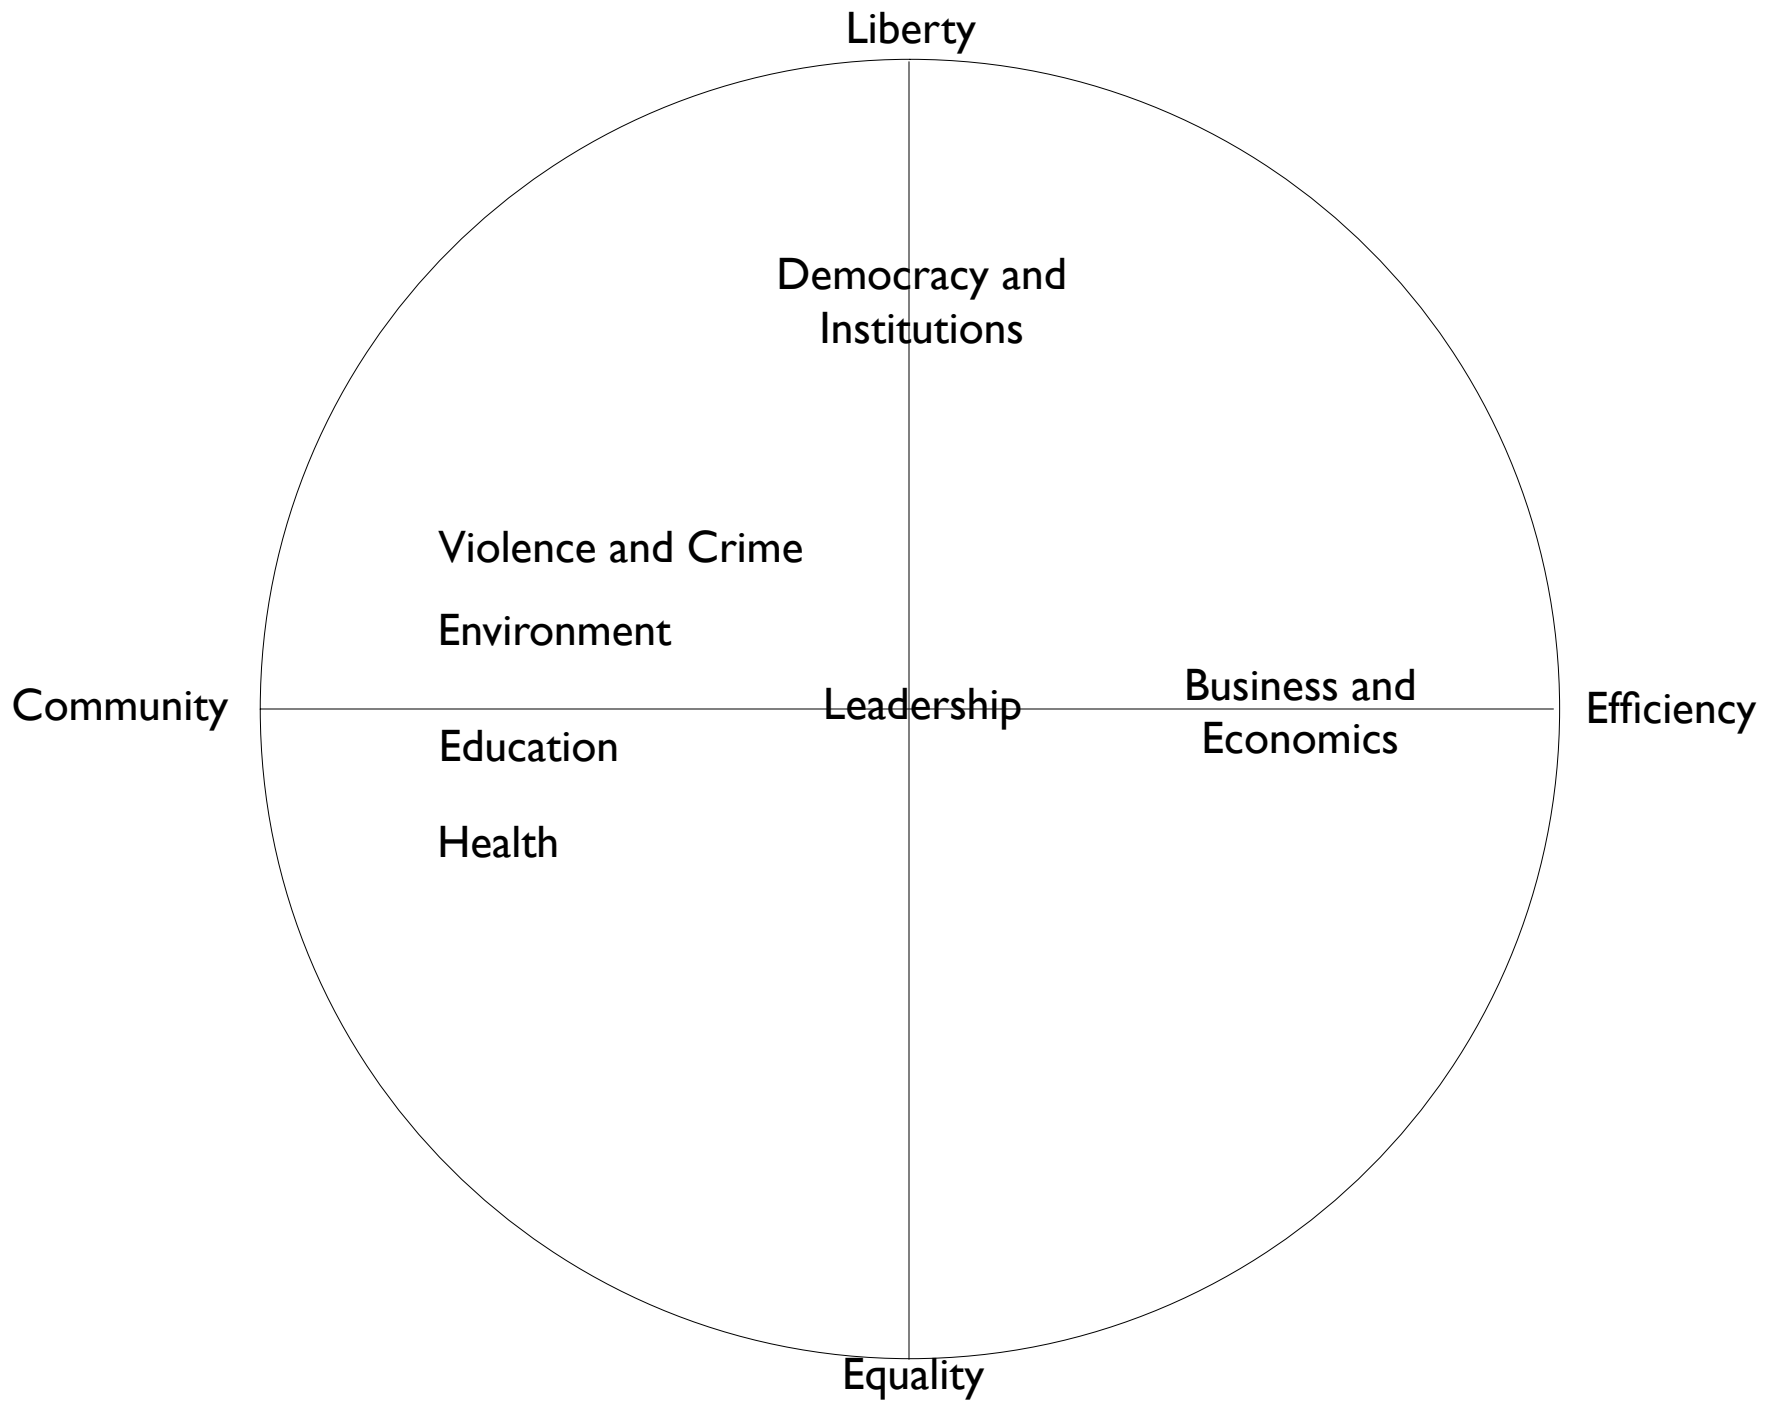 Liberty
Democracy and
Institutions
Violence and Crime
Environment
Community
Leadership
Business and
Economics
Efficiency
Education
Health
Equality